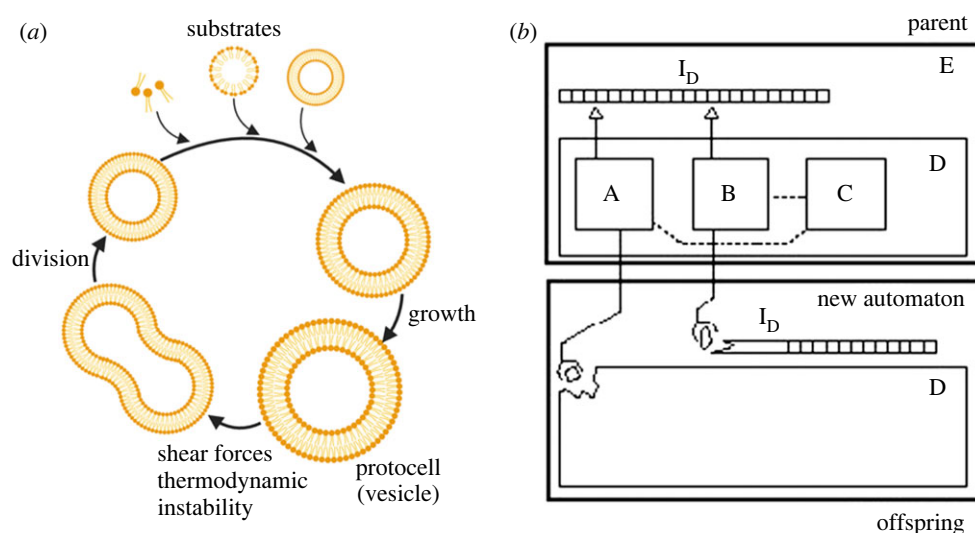 (a)
substrates
division
growth
shear forces
thermodynamic
instability
protocell
(vesicle)
(b)
parent
E
I_D
D
A
B
C
new automaton
I_D
D
offspring